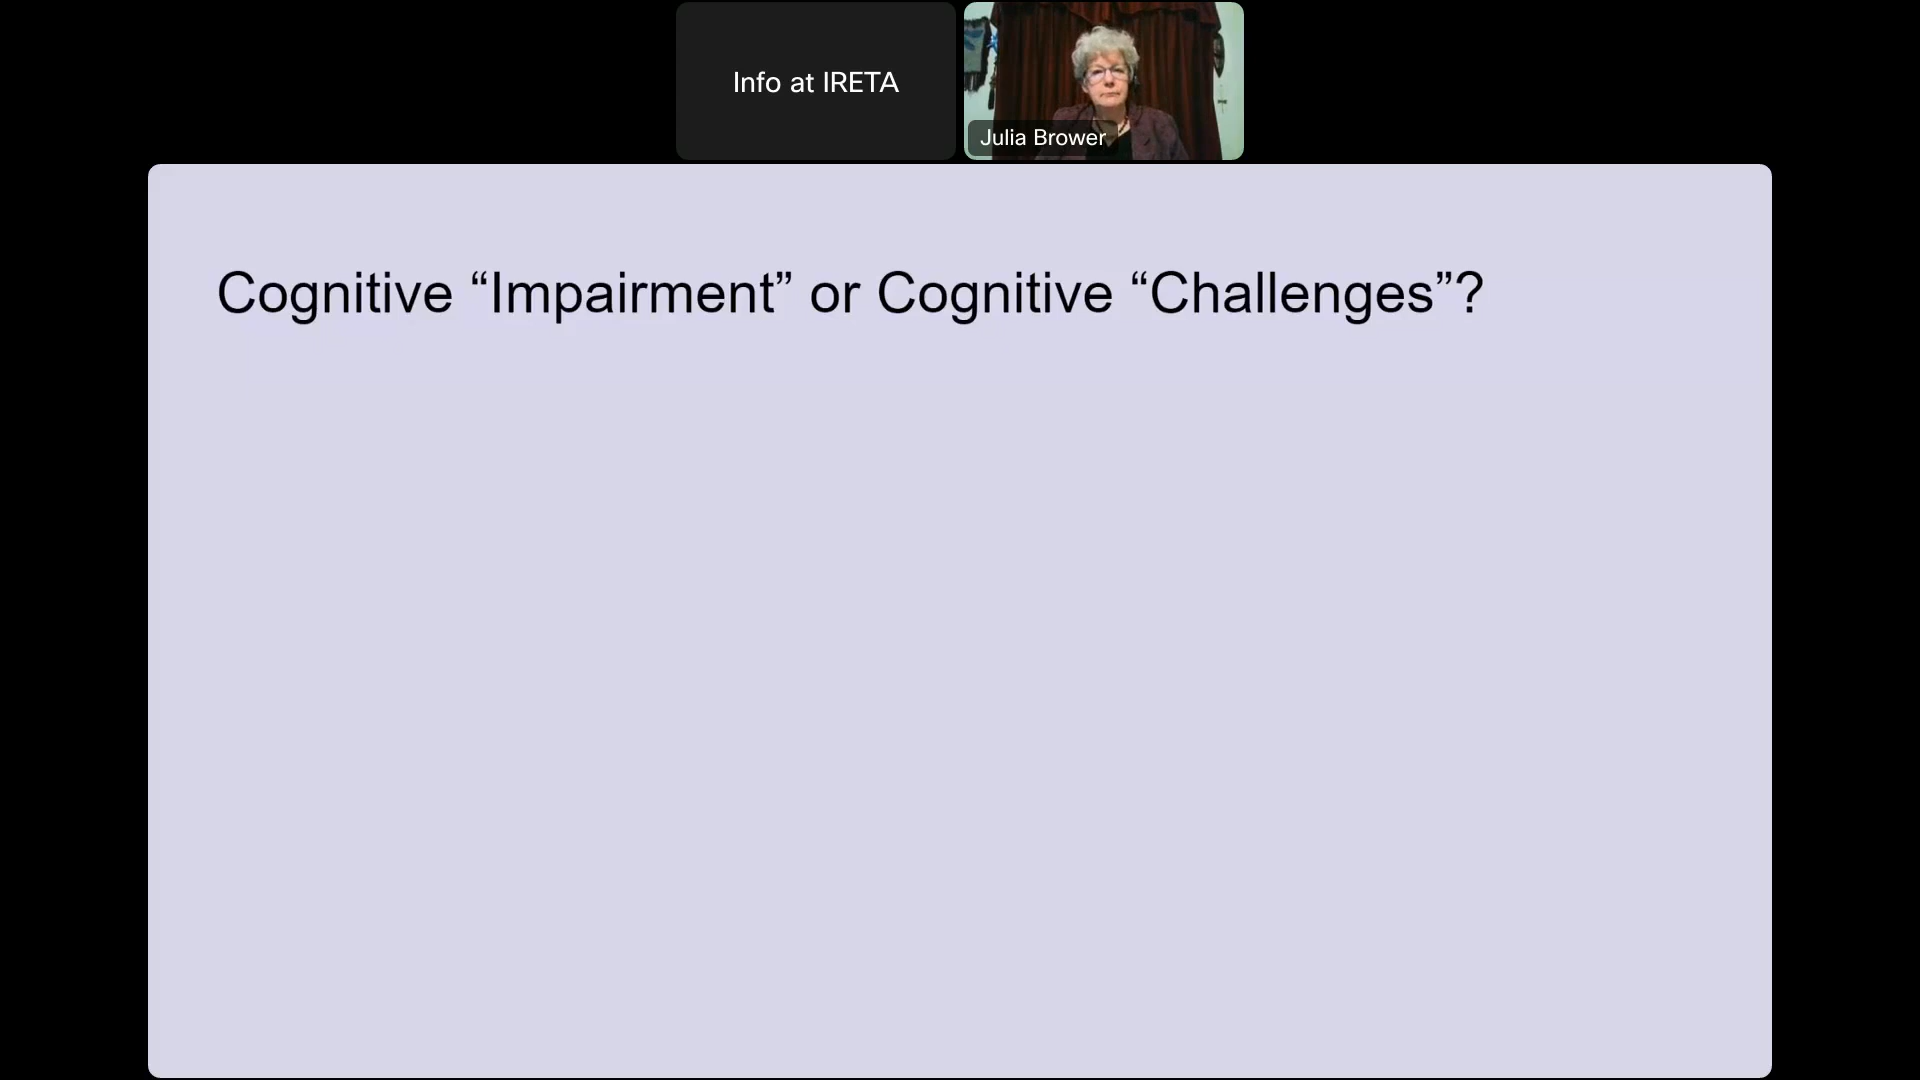 Info at IRETA
Julia Brower
Cognitive “Impairment” or Cognitive “Challenges”?